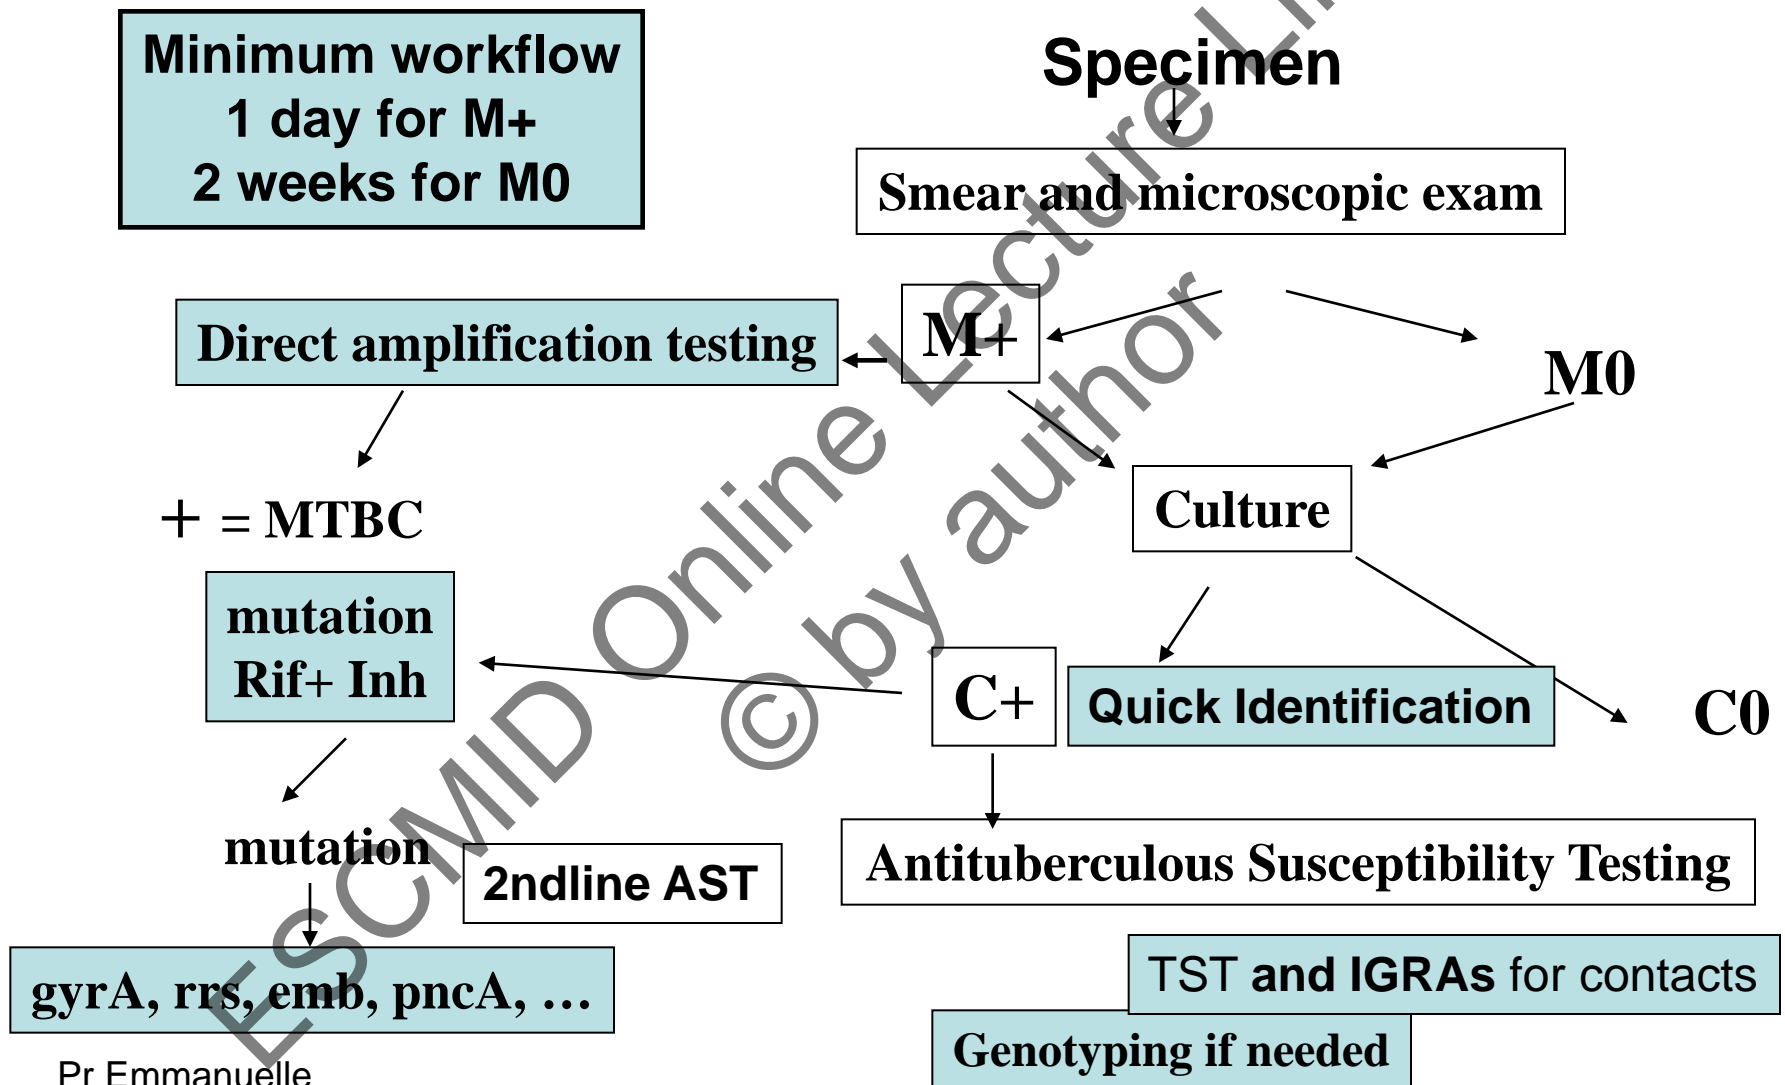 Minimum workflow
1 day for M+
2 weeks for M0
Specimen
Smear and microscopic exam
Direct amplification testing
M+
M0
+ = MTBC
Culture
mutation
Rif+ Inh
C+
Quick Identification
C0
mutation
2ndline AST
Antituberculous Susceptibility Testing
gyrA, rrs, emb, pncA, …
TST and IGRAs for contacts
Genotyping if needed
Pr Emmanuelle
ESCMID Online Lecture
© by author